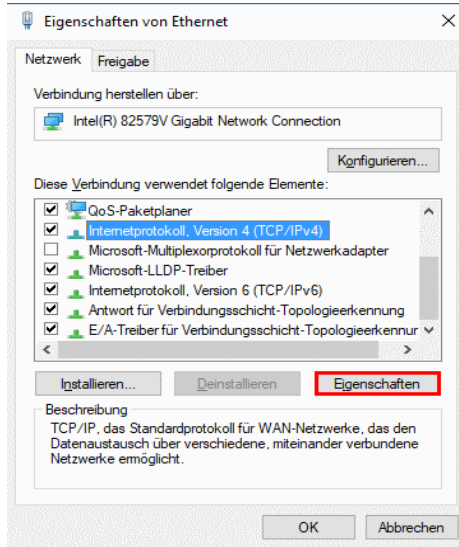 Eigenschaften von Ethernet
Netzwerk Freigabe
Verbindung herstellen über:
Intel(R) 82579V Gigabit Network Connection
Konfigurieren...
Diese Verbindung verwendet folgende Elemente:
QoS-Paketplaner
Internetprotokoll, Version 4 (TCP/IPv4)
Microsoft-Multiplexorprotokoll für Netzwerkadapter
Microsoft-LLDP-Treiber
Internetprotokoll, Version 6 (TCP/IPv6)
Antwort für Verbindungsschicht-Topologieerkennung
E/A-Treiber für Verbindungsschicht-Topologieerkennur
Installieren... Deinstallieren Eigenschaften
Beschreibung
TCP/IP, das Standardprotokoll für WAN-Netzwerke, das den
Datenaustausch über verschiedene, miteinander verbundene
Netzwerke ermöglicht.
OK Abbrechen